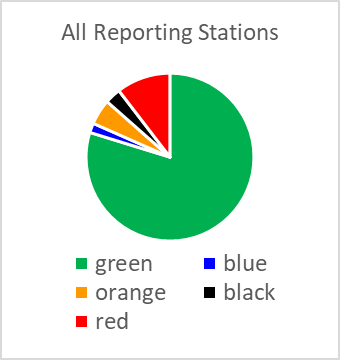 All Reporting Stations
green blue
orange black
red